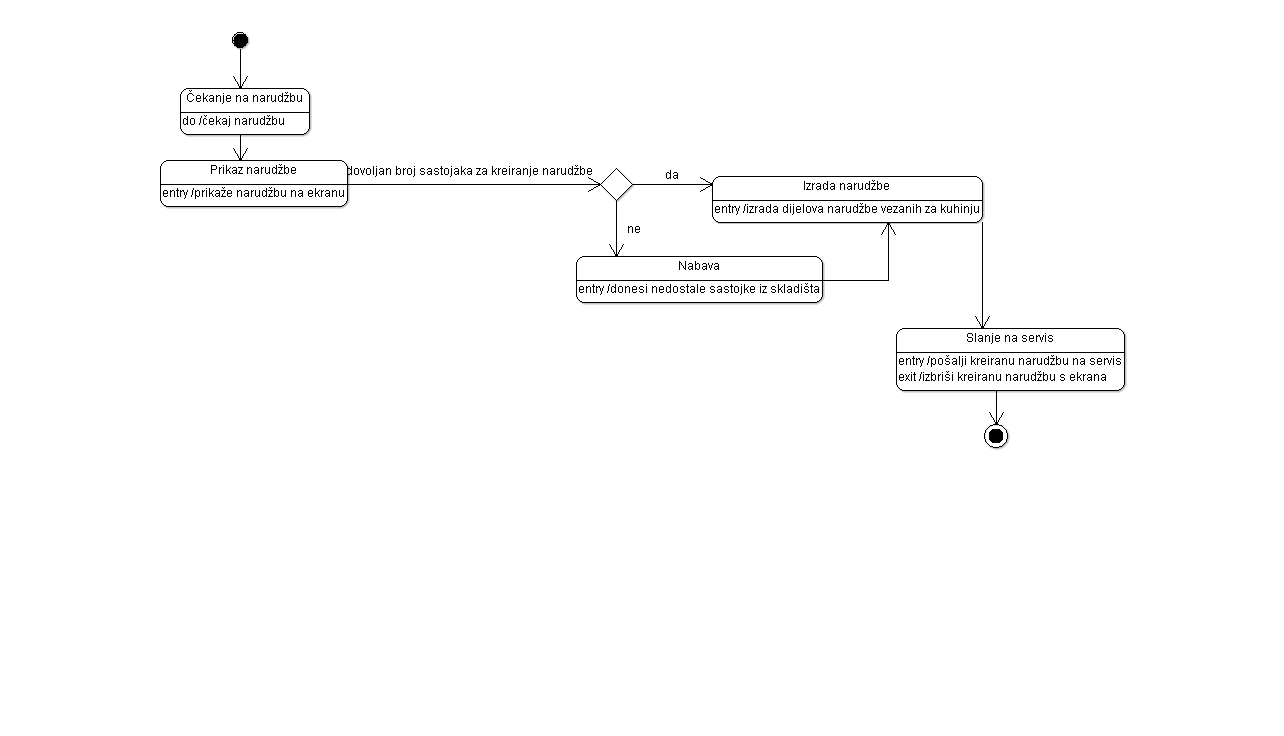 Čekanje na narudžbu
do /čekaj narudžbu
Prikaz narudžbe
entry /prikaže narudžbu na ekranu
dovoljan broj sastojaka za kreiranje narudžbe
da
Izrada narudžbe
entry /izrada dijelova narudžbe vezanih za kuhinju
ne
Nabava
entry /donesi nedostale sastojke iz skladišta
Slanje na servis
entry /pošalji kreiranu narudžbu na servis
exit /izbriši kreiranu narudžbu s ekrana